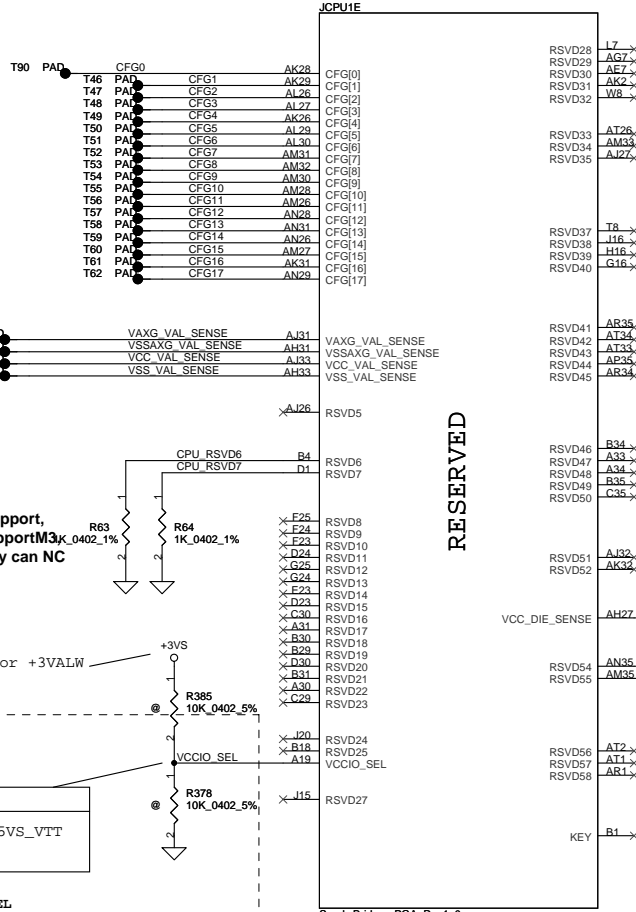 JCPU1E
T90 PAD CFG0 AK28 CFG[0]
T46 PAD CFG1 AK29 CFG[1]
T47 PAD CFG2 AL26 CFG[2]
T48 PAD CFG3 AL27 CFG[3]
T49 PAD CFG4 AK26 CFG[4]
T50 PAD CFG5 AL29 CFG[5]
T51 PAD CFG6 AL30 CFG[6]
T52 PAD CFG7 AM31 CFG[7]
T53 PAD CFG8 AM32 CFG[8]
T54 PAD CFG9 AM30 CFG[9]
T55 PAD CFG10 AM28 CFG[10]
T56 PAD CFG11 AM26 CFG[11]
T57 PAD CFG12 AN28 CFG[12]
T58 PAD CFG13 AN31 CFG[13]
T59 PAD CFG14 AN26 CFG[14]
T60 PAD CFG15 AM27 CFG[15]
T61 PAD CFG16 AK31 CFG[16]
T62 PAD CFG17 AN29 CFG[17]
VAXG_VAL_SENSE AJ31 VAXG_VAL_SENSE
VSSAXG_VAL_SENSE AH31 VSSAXG_VAL_SENSE
VCC_VAL_SENSE AJ33 VCC_VAL_SENSE
VSS_VAL_SENSE AH33 VSS_VAL_SENSE
AJ26 RSVD5
CPU_RSVD6 B4 RSVD6
CPU_RSVD7 D1 RSVD7
pport,
pportM3,
y can NC
R63
1K_0402_1%
1
2
R64
1K_0402_1%
1
2
F25 RSVD8
F24 RSVD9
F23 RSVD10
D24 RSVD11
G25 RSVD12
G24 RSVD13
E23 RSVD14
D23 RSVD15
C30 RSVD16
A31 RSVD17
B30 RSVD18
B29 RSVD19
D30 RSVD20
B31 RSVD21
A30 RSVD22
C29 RSVD23
or +3VALW
+3VS
1
R385
@ 10K_0402_5%
2
J20 RSVD24
B18 RSVD25
VCCIO_SEL A19 VCCIO_SEL
1
R378
@ 10K_0402_5%
2
J15 RSVD27
5VS_VTT
EL
RESERVED
RSVD28 L7
RSVD29 AG7
RSVD30 AE7
RSVD31 AK2
RSVD32 W8
RSVD33 AT26
RSVD34 AM33
RSVD35 AJ27
RSVD37 T8
RSVD38 J16
RSVD39 H16
RSVD40 G16
RSVD41 AR35
RSVD42 AT34
RSVD43 AT33
RSVD44 AP35
RSVD45 AR34
RSVD46 B34
RSVD47 A33
RSVD48 A34
RSVD49 B35
RSVD50 C35
RSVD51 AJ32
RSVD52 AK32
VCC_DIE_SENSE AH27
RSVD54 AN35
RSVD55 AM35
RSVD56 AT2
RSVD57 AT1
RSVD58 AR1
KEY B1